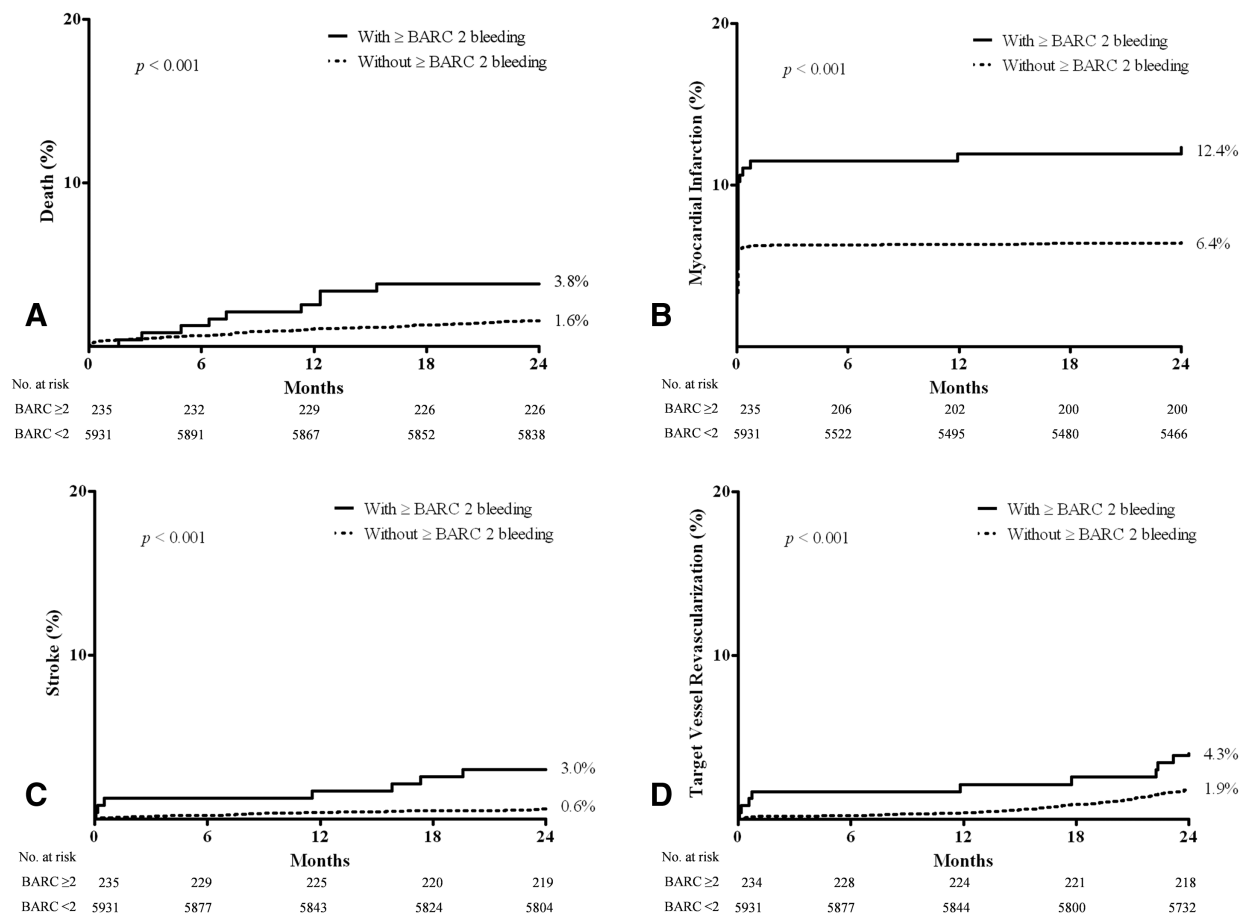 20
With ≥ BARC 2 bleeding
Without ≥ BARC 2 bleeding
p < 0.001
Death (%)
10
3.8%
1.6%
A
0 6 12 18 24
Months
No. at risk
BARC ≥2 235 232 229 226 226
BARC <2 5931 5891 5867 5852 5838
20
With ≥ BARC 2 bleeding
Without ≥ BARC 2 bleeding
p < 0.001
Myocardial Infarction (%)
10
12.4%
6.4%
B
0 6 12 18 24
Months
No. at risk
BARC ≥2 235 206 202 200 200
BARC <2 5931 5522 5495 5480 5466
20
With ≥ BARC 2 bleeding
Without ≥ BARC 2 bleeding
p < 0.001
Stroke (%)
10
3.0%
0.6%
C
0 6 12 18 24
Months
No. at risk
BARC ≥2 235 229 225 220 219
BARC <2 5931 5877 5843 5824 5804
20
With ≥ BARC 2 bleeding
Without ≥ BARC 2 bleeding
p < 0.001
Target Vessel Revascularization (%)
10
4.3%
1.9%
D
0 6 12 18 24
Months
No. at risk
BARC ≥2 234 228 224 221 218
BARC <2 5931 5877 5844 5800 5732